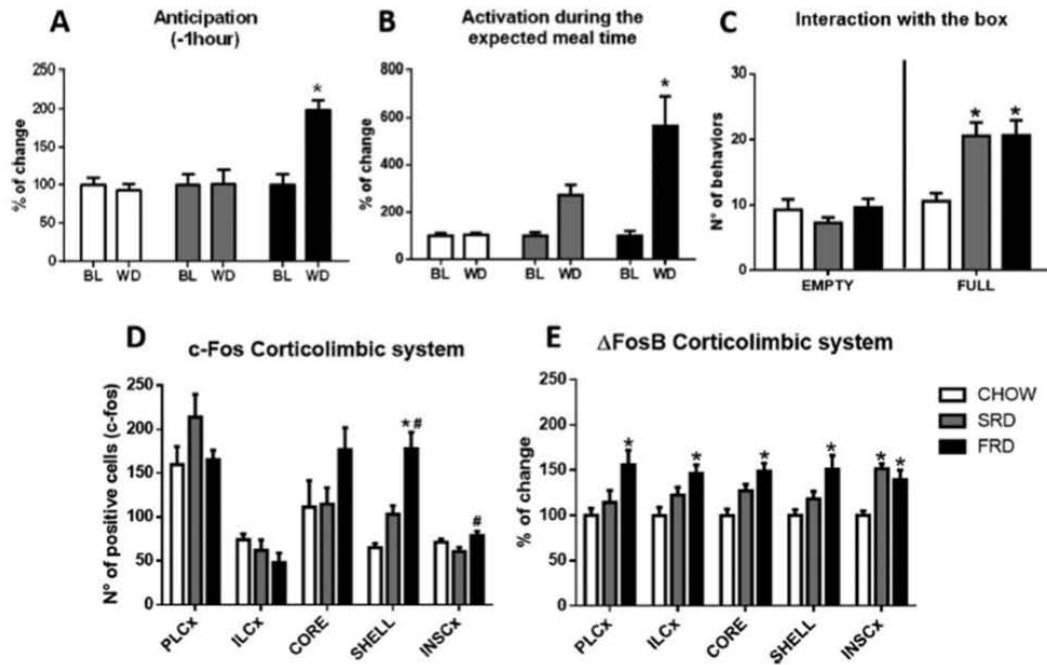 A
Anticipation
(-1hour)
% of change
250
200
150
100
50
0
*
BL WD BL WD BL WD
B
Activation during the
expected meal time
% of change
800
600
400
200
0
*
BL WD BL WD BL WD
C
Interaction with the box
N° of behaviors
30
20
10
0
* *
EMPTY FULL
D
c-Fos Corticolimbic system
N° of positive cells (c-fos)
250
200
150
100
50
0
*#
#
PLCx ILCx CORE SHELL INSCx
E
ΔFosB Corticolimbic system
% of change
250
200
150
100
50
0
* * * * * *
PLCx ILCx CORE SHELL INSCx
CHOW
SRD
FRD